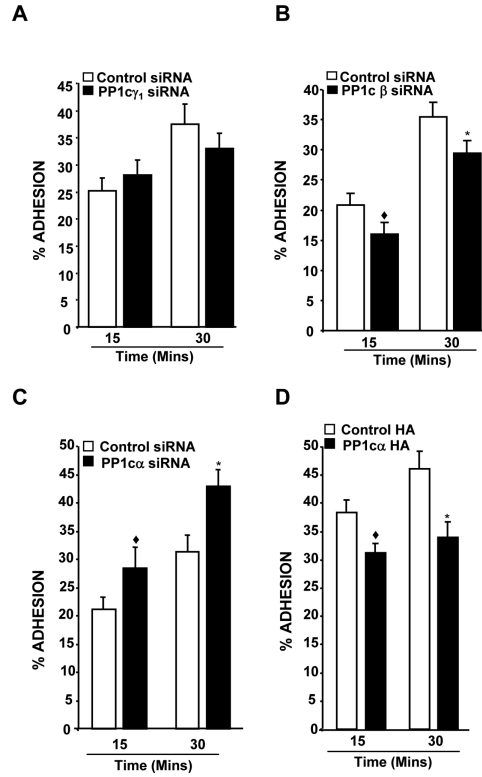 A
Control siRNA
PP1cγ1 siRNA
% ADHESION
45
40
35
30
25
20
15
10
5
0
15 30
Time (Mins)
B
Control siRNA
PP1c β siRNA
% ADHESION
40
35
30
25
20
15
10
5
0
♦ *
15 30
Time (Mins)
C
Control siRNA
PP1cα siRNA
% ADHESION
50
45
40
35
30
25
20
15
10
5
0
♦ *
15 30
Time (Mins)
D
Control HA
PP1cα HA
% ADHESION
50
45
40
35
30
25
20
15
10
5
0
♦ *
15 30
Time (Mins)